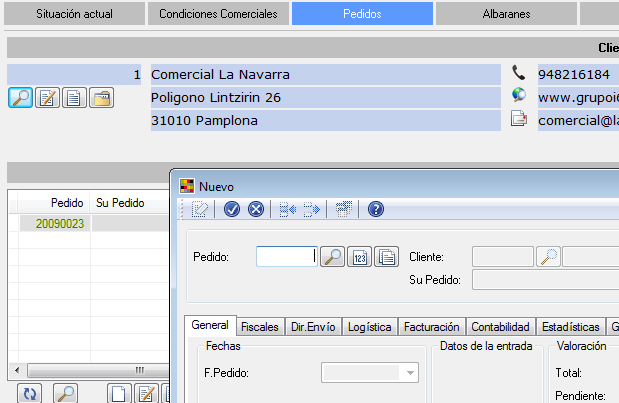 Situación actual Condiciones Comerciales Pedidos Albaranes
Clie
1 Comercial La Navarra 948216184
Poligono Lintzirin 26 www.grupoi6
31010 Pamplona comercial@la
Pedido Su Pedido
20090023
Nuevo
Pedido: 123 Cliente:
Su Pedido:
General Fiscales Dir.Envío Logística Facturación Contabilidad Estadísticas G
Fechas Datos de la entrada Valoración
F.Pedido: Total:
Pendiente: